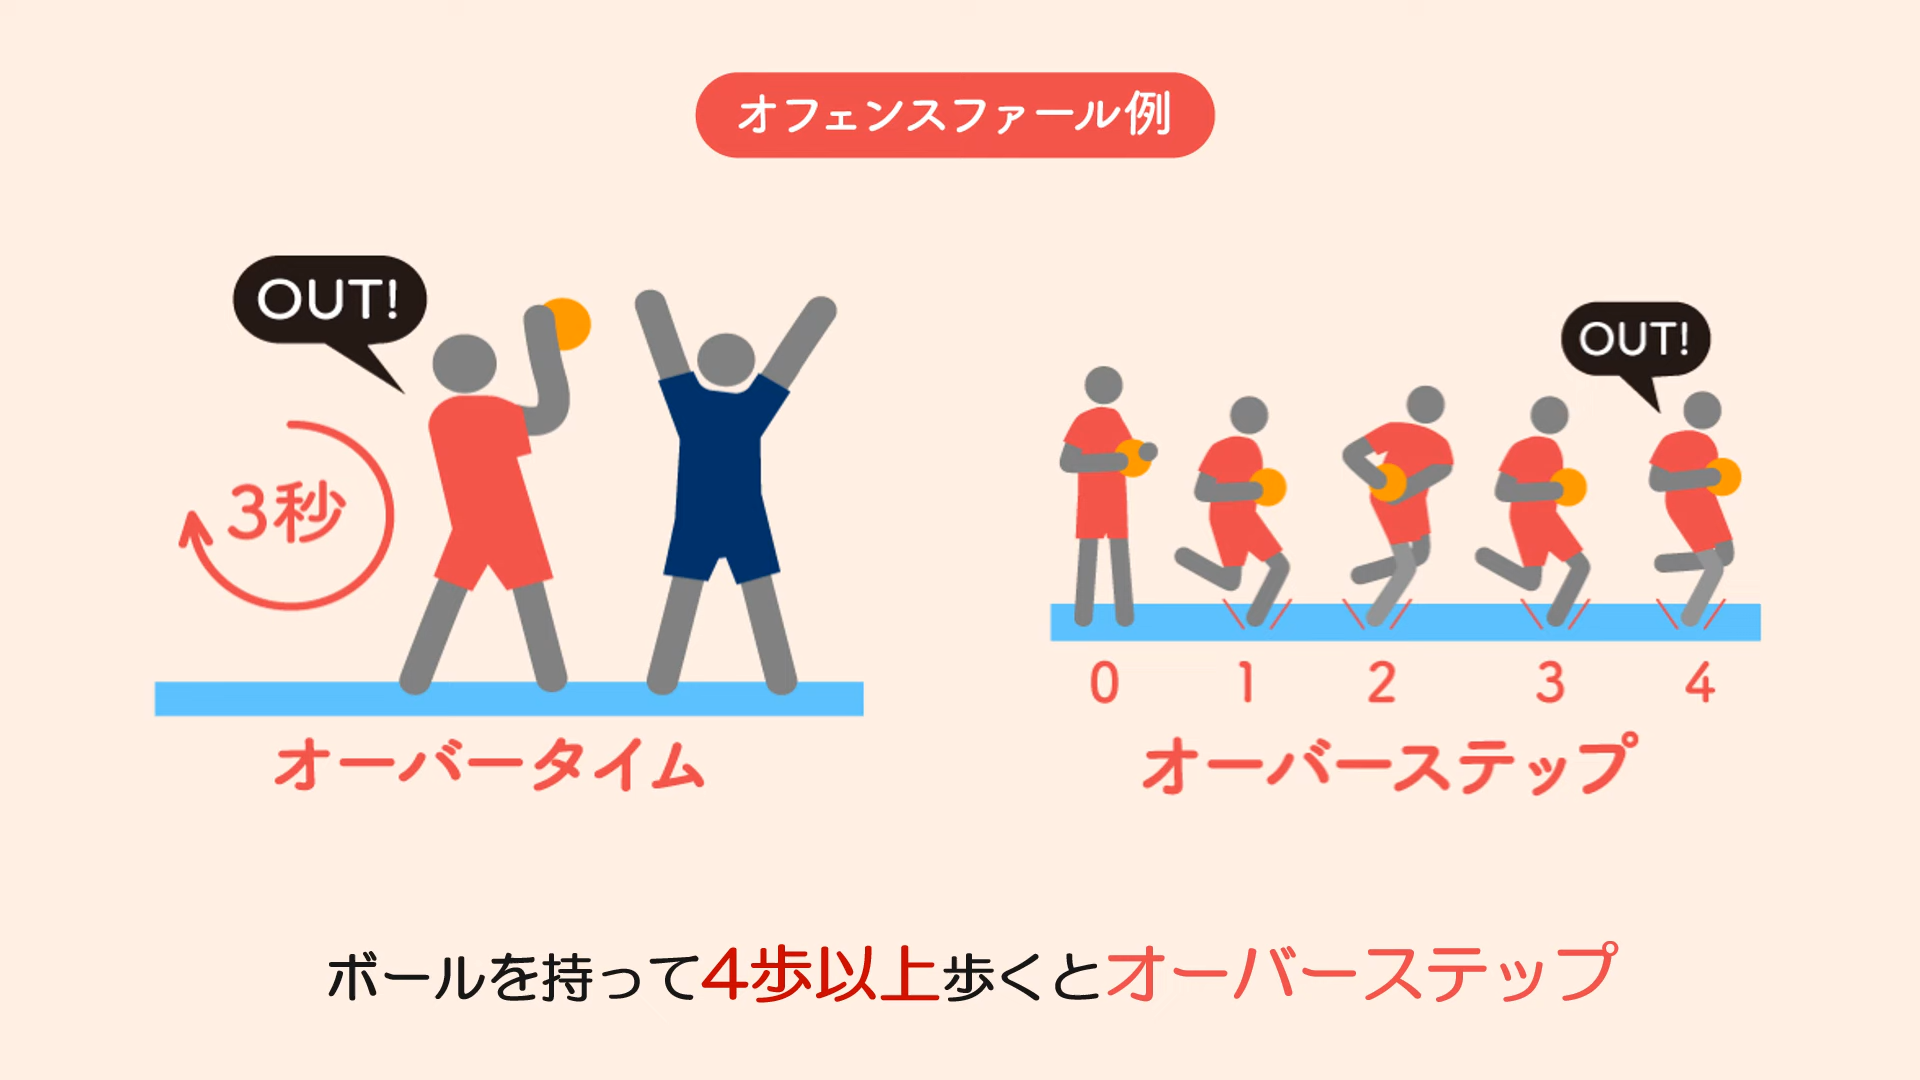 オフェンスファール例
OUT!
3秒
オーバータイム
OUT!
0 1 2 3 4
オーバーステップ
ボールを持って4歩以上歩くとオーバーステップ